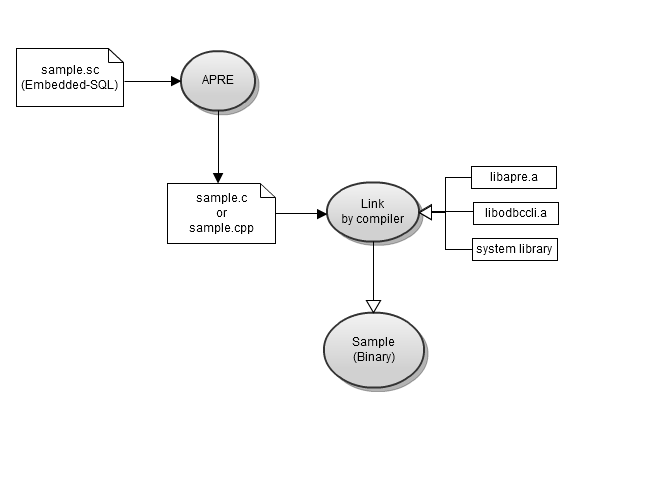 sample.sc
(Embedded-SQL)
APRE
sample.c
or
sample.cpp
Link
by compiler
libapre.a
libodbccli.a
system library
Sample
(Binary)